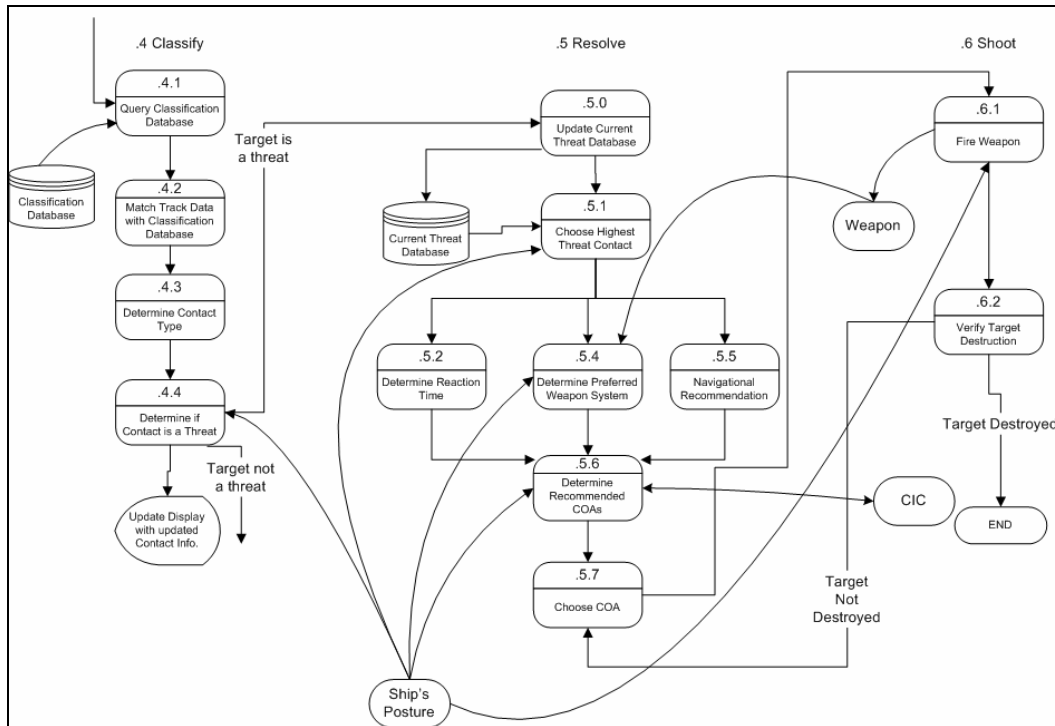 .4 Classify
.4.1
Query Classification
Database
Classification
Database
.4.2
Match Track Data
with Classification
Database
.4.3
Determine Contact
Type
.4.4
Determine if
Contact is a Threat
Target is
a threat
Target not
a threat
Update Display
with updated
Contact Info.
.5 Resolve
.5.0
Update Current
Threat Database
Current Threat
Database
.5.1
Choose Highest
Threat Contact
.5.2
Determine Reaction
Time
.5.4
Determine Preferred
Weapon System
.5.5
Navigational
Recommendation
.5.6
Determine
Recommended
COAs
.5.7
Choose COA
CIC
Ship's
Posture
.6 Shoot
.6.1
Fire Weapon
Weapon
.6.2
Verify Target
Destruction
Target Destroyed
END
Target
Not
Destroyed